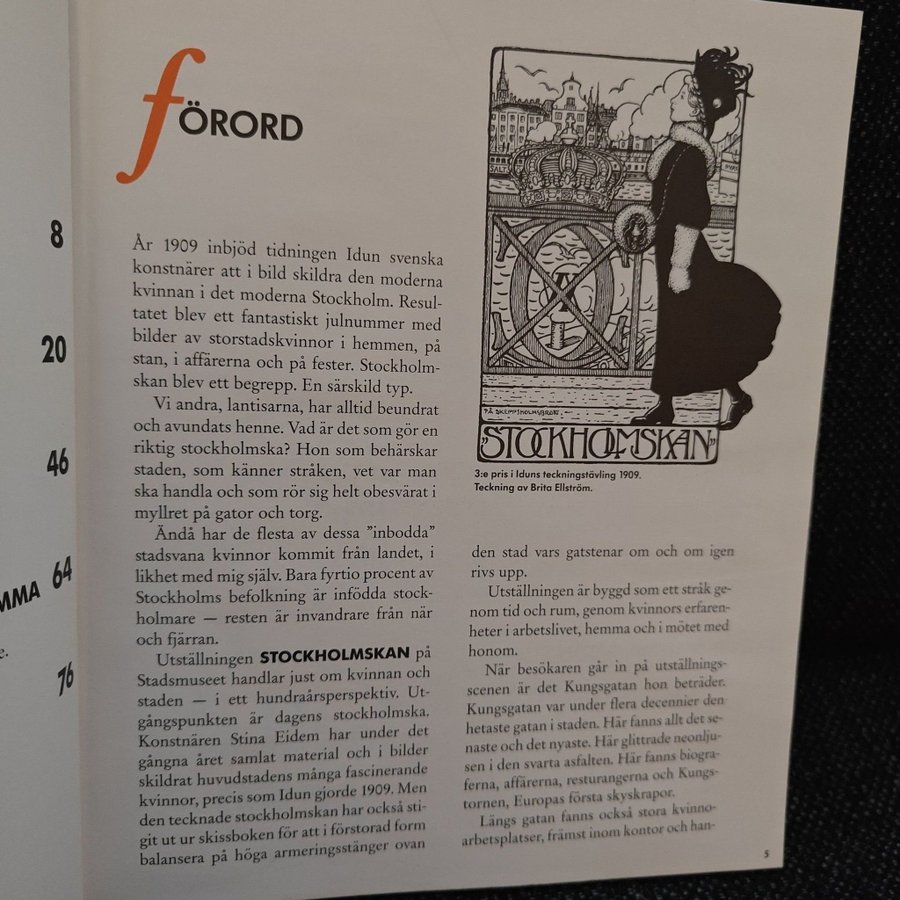 FÖRORD
8
20
46
MMA 64
e.
76
År 1909 inbjöd tidningen Idun svenska
konstnärer att i bild skildra den moderna
kvinnan i det moderna Stockholm. Resul-
tatet blev ett fantastiskt julnummer med
bilder av storstadskvinnor i hemmen, på
stan, i affärerna och på fester. Stockholm-
skan blev ett begrepp. En särskild typ.
Vi andra, lantisarna, har alltid beundrat
och avundats henne. Vad är det som gör en
riktig stockholmska? Hon som behärskar
staden, som känner stråken, vet var man
ska handla och som rör sig helt obesvärat i
myllret på gator och torg.
Ändå har de flesta av dessa ”inbodda”
stadsvana kvinnor kommit från landet, i
likhet med mig själv. Bara fyrtio procent av
Stockholms befolkning är infödda stock-
holmare — resten är invandrare från när
och fjärran.
Utställningen STOCKHOLMSKAN på
Stadsmuseet handlar just om kvinnan och
staden — i ett hundraårsperspektiv. Ut-
gångspunkten är dagens stockholmska.
Konstnären Stina Eidem har under det
gångna året samlat material och i bilder
skildrat huvudstadens många fascinerande
kvinnor, precis som Idun gjorde 1909. Men
den tecknade stockholmskan har också sti-
git ut ur skissboken för att i förstorad form
balansera på höga armeringsstänger ovan
SALT
PÅ SKEPPSHOLMSBRON
”STOCKHOLMSKAN”
3:e pris i Iduns teckningstävling 1909.
Teckning av Brita Ellström.
den stad vars gatstenar om och om igen
rivs upp.
Utställningen är byggd som ett stråk ge-
nom tid och rum, genom kvinnors erfaren-
heter i arbetslivet, hemma och i mötet med
honom.
När besökaren går in på utställnings-
scenen är det Kungsgatan hon beträder.
Kungsgatan var under flera decennier den
hetaste gatan i staden. Här fanns allt det se-
naste och det nyaste. Här glittrade neonlju-
sen i den svarta asfalten. Här fanns biogra-
ferna, affärerna, resturangerna och Kungs-
tornen, Europas första skyskrapor.
Längs gatan fanns också stora kvinno-
arbetsplatser, främst inom kontor och han-
5